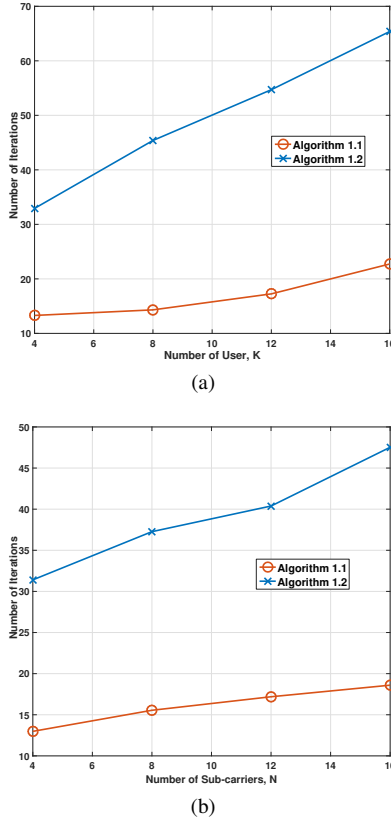 70
60
50
40
30
20
10
Number of Iterations
Algorithm 1.1
Algorithm 1.2
4 6 8 10 12 14 16
Number of User, K
(a)
50
45
40
35
30
25
20
15
10
Number of Iterations
Algorithm 1.1
Algorithm 1.2
4 6 8 10 12 14 16
Number of Sub-carriers, N
(b)